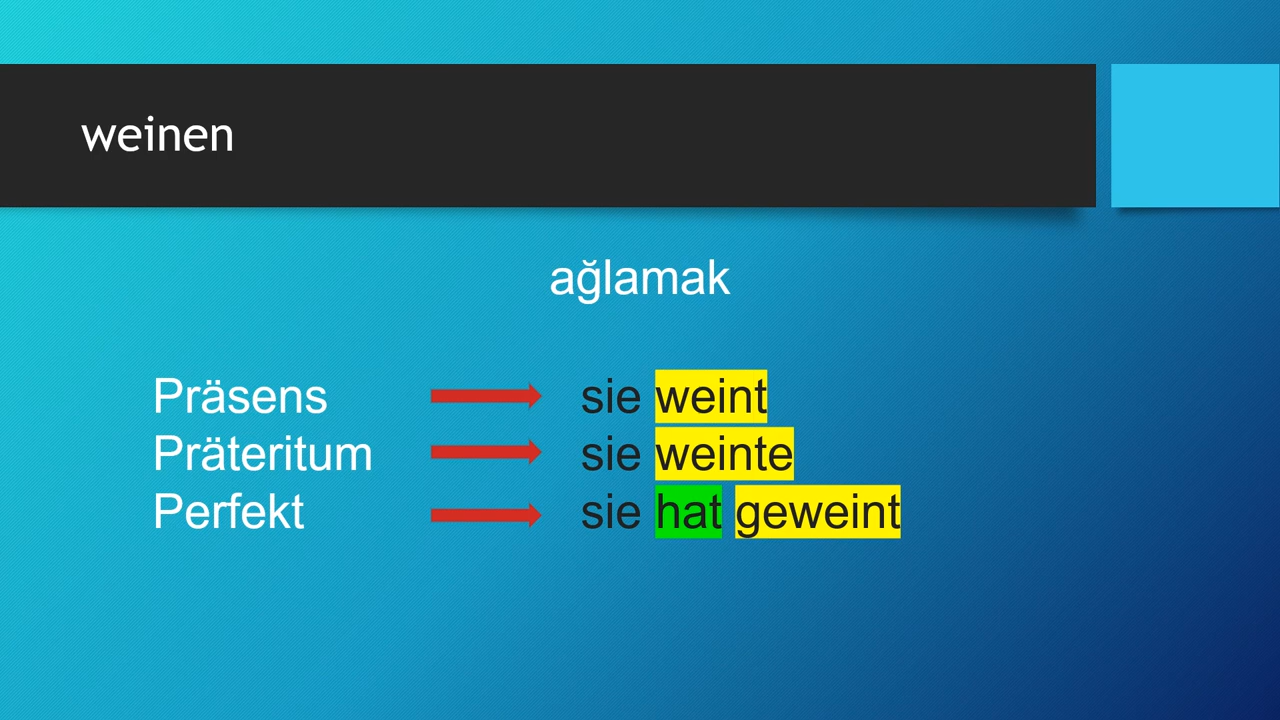 weinen
ağlamak
Präsens sie weint
Präteritum sie weinte
Perfekt sie hat geweint